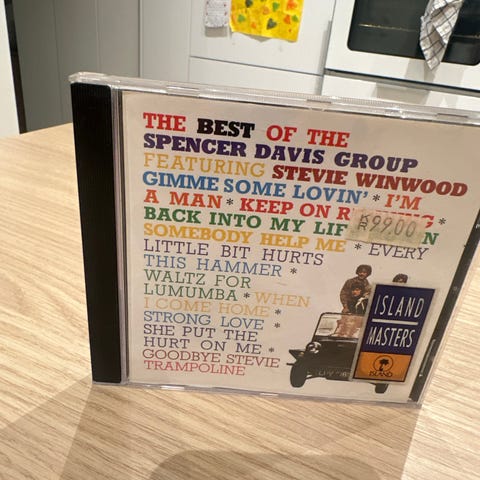 THE BEST OF THE
SPENCER DAVIS GROUP
FEATURING STEVIE WINWOOD
GIMME SOME LOVIN' * I'M
A MAN * KEEP ON
BACK INTO MY
99,00
SOMEBODY HELP ME * EVERY
LITTLE BIT HURTS
THIS HAMMER *
WALTZ FOR
LUMUMBA * WHEN
I COME HOME *
STRONG LOVE *
SHE PUT THE
HURT ON ME *
GOODBYE STEVIE
TRAMPOLINE
ISLAND
MASTERS
ISLAND